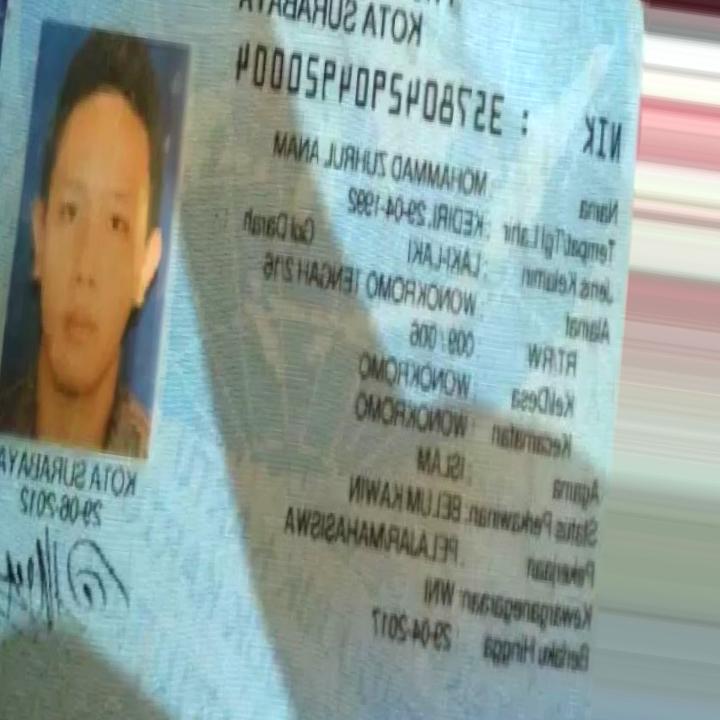 KOTA SURABAYA
NIK : 3578042904950004
Nama : MOHAMMAD ZUHRUL ANAM
Tempat/Tgl Lahir : KEDIRI, 29-04-1992
Jenis Kelamin : LAKI-LAKI Gol Darah
Alamat : WONOKROMO TENGAH 2/16
RT/RW : 009 / 006
Kel/Desa : WONOKROMO
Kecamatan : WONOKROMO
Agama : ISLAM
Status Perkawinan: BELUM KAWIN
Pekerjaan : PELAJAR/MAHASISWA
Kewarganegaraan: WNI
Berlaku Hingga : 29-04-2017
KOTA SURABAYA
29-06-2012